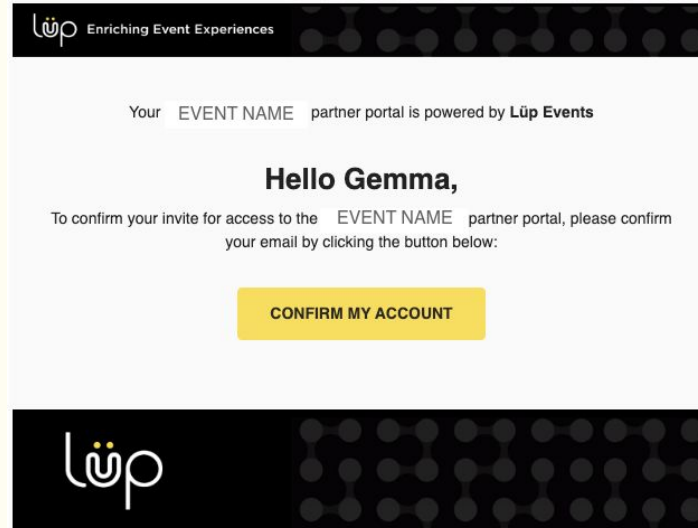 lüp Enriching Event Experiences
Your EVENT NAME partner portal is powered by Lüp Events
Hello Gemma,
To confirm your invite for access to the EVENT NAME partner portal, please confirm
your email by clicking the button below:
CONFIRM MY ACCOUNT
lüp